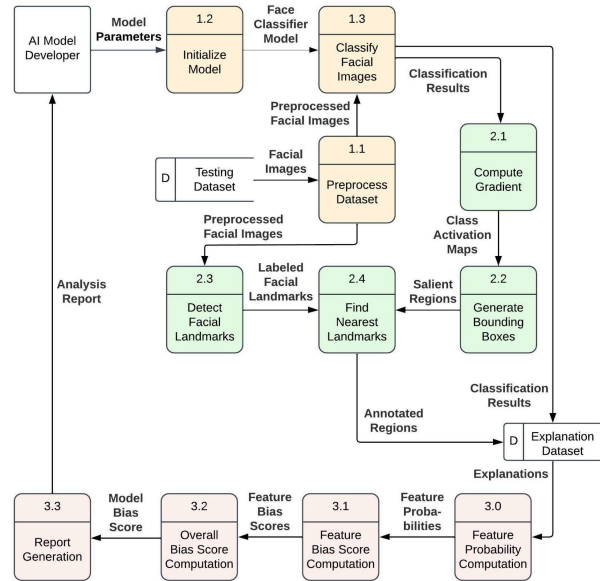 AI Model
Developer
Model
Parameters
1.2
Initialize
Model
Face
Classifier
Model
1.3
Classify
Facial
Images
Classification
Results
Preprocessed
Facial Images
2.1
Compute
Gradient
D
Testing
Dataset
Facial
Images
1.1
Preprocess
Dataset
Preprocessed
Facial Images
Class
Activation
Maps
Analysis
Report
2.3
Detect
Facial
Landmarks
Labeled
Facial
Landmarks
2.4
Find
Nearest
Landmarks
Salient
Regions
2.2
Generate
Bounding
Boxes
Classification
Results
Annotated
Regions
D
Explanation
Dataset
Explanations
3.3
Report
Generation
Model
Bias
Score
3.2
Overall
Bias Score
Computation
Feature
Bias
Scores
3.1
Feature
Bias Score
Computation
Feature
Proba-
bilities
3.0
Feature
Probability
Computation